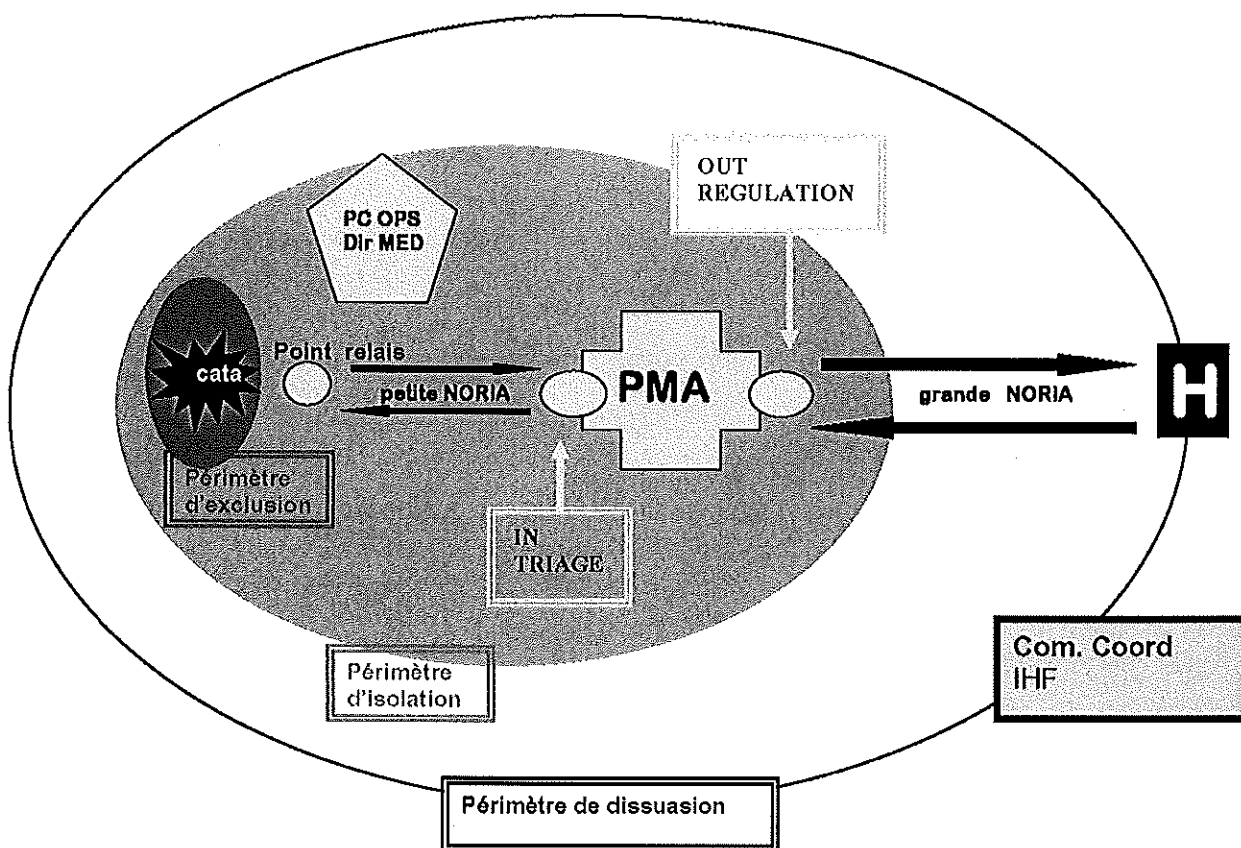 OUT
REGULATION
PC OPS
Dir MED
Point relais
cata
petite NORIA
PMA
grande NORIA
H
Périmètre
d'exclusion
IN
TRIAGE
Com. Coord
IHF
Périmètre
d'isolation
Périmètre de dissuasion